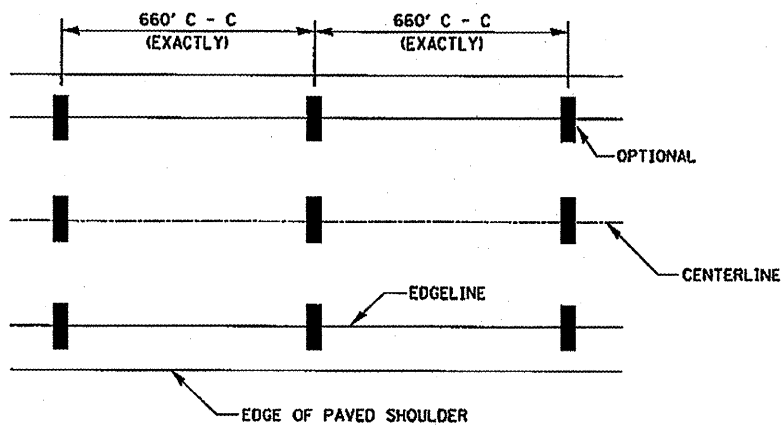 660' C - C
(EXACTLY)
660' C - C
(EXACTLY)
OPTIONAL
CENTERLINE
EDGELINE
EDGE OF PAVED SHOULDER